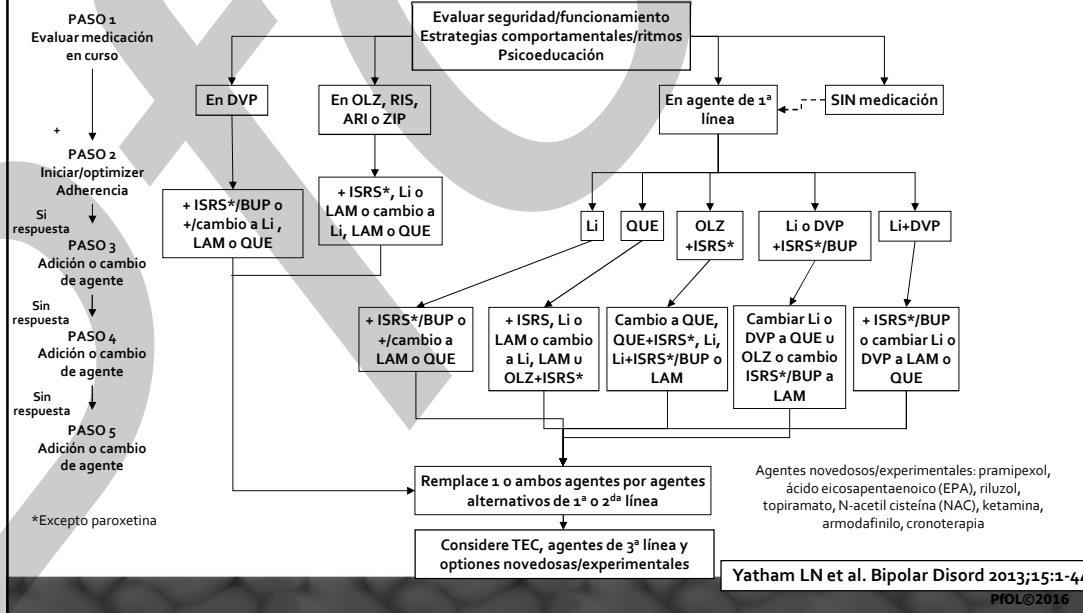 PASO 1
Evaluar medicación
en curso
+
PASO 2
Iniciar/optimizer
Adherencia
Si
respuesta
PASO 3
Adición o cambio
de agente
Sin
respuesta
PASO 4
Adición o cambio
de agente
Sin
respuesta
PASO 5
Adición o cambio
de agente
*Excepto paroxetina
Evaluar seguridad/funcionamiento
Estrategias comportamentales/ritmos
Psicoeducación
En DVP
En OLZ, RIS,
ARI o ZIP
En agente de 1ª
línea
SIN medicación
+ ISRS*/BUP o
+/cambio a Li ,
LAM o QUE
+ ISRS*, Li o
LAM o cambio a
Li, LAM o QUE
Li
QUE
OLZ
+ISRS*
Li o DVP
+ISRS*/BUP
Li+DVP
+ ISRS*/BUP o
+/cambio a
LAM o QUE
+ ISRS, Li o
LAM o cambio
a Li, LAM u
OLZ+ISRS*
Cambio a QUE,
QUE+ISRS*, Li,
Li+ISRS*/BUP o
LAM
Cambiar Li o
DVP a QUE u
OLZ o cambio
ISRS*/BUP a
LAM
+ ISRS*/BUP
o cambiar Li o
DVP a LAM o
QUE
Remplace 1 o ambos agentes por agentes
alternativos de 1ª o 2ᵈᵃ línea
Considere TEC, agentes de 3ª línea y
optiones novedosas/experimentales
Agentes novedosos/experimentales: pramipexol,
ácido eicosapentaenoico (EPA), riluzol,
topiramato, N-acetil cisteína (NAC), ketamina,
armodafinilo, cronoterapia
Yatham LN et al. Bipolar Disord 2013;15:1-44
PfOL©2016